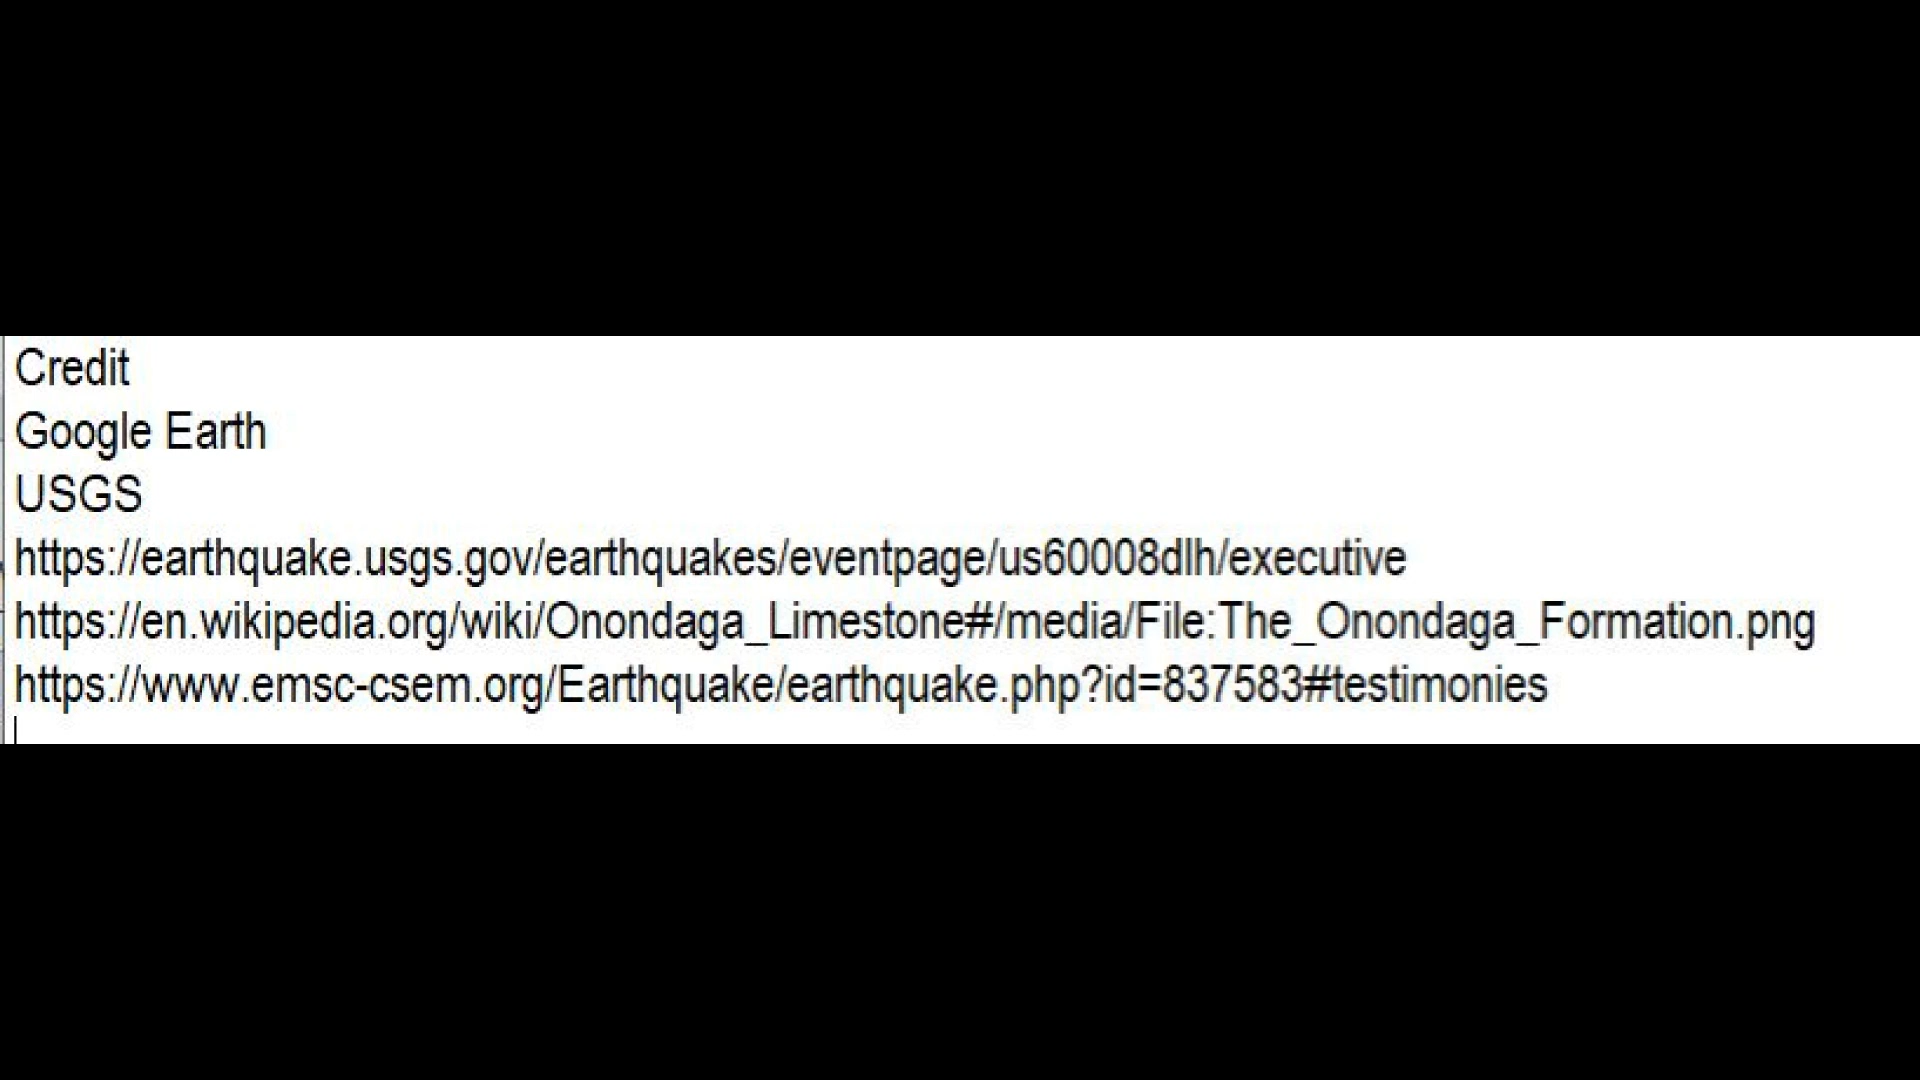 Credit
Google Earth
USGS
https://earthquake.usgs.gov/earthquakes/eventpage/us60008dlh/executive
https://en.wikipedia.org/wiki/Onondaga_Limestone#/media/File:The_Onondaga_Formation.png
https://www.emsc-csem.org/Earthquake/earthquake.php?id=837583#testimonies